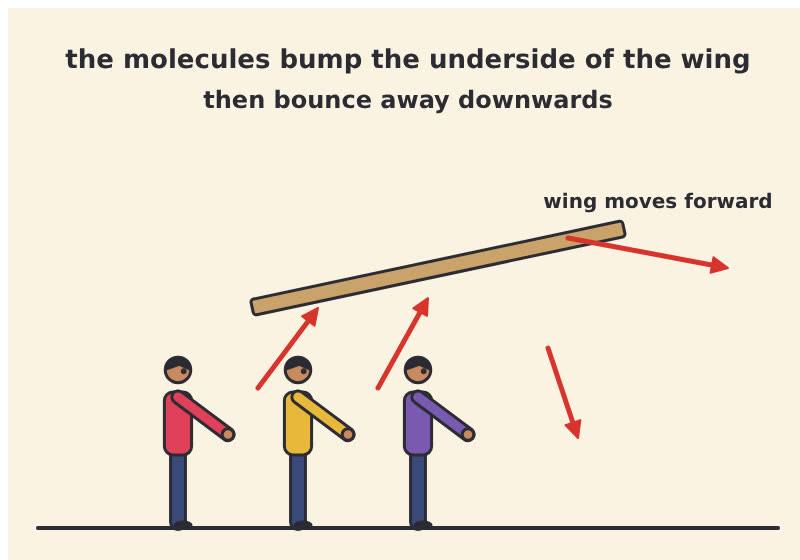 the molecules bump the underside of the wing
then bounce away downwards
wing moves forward